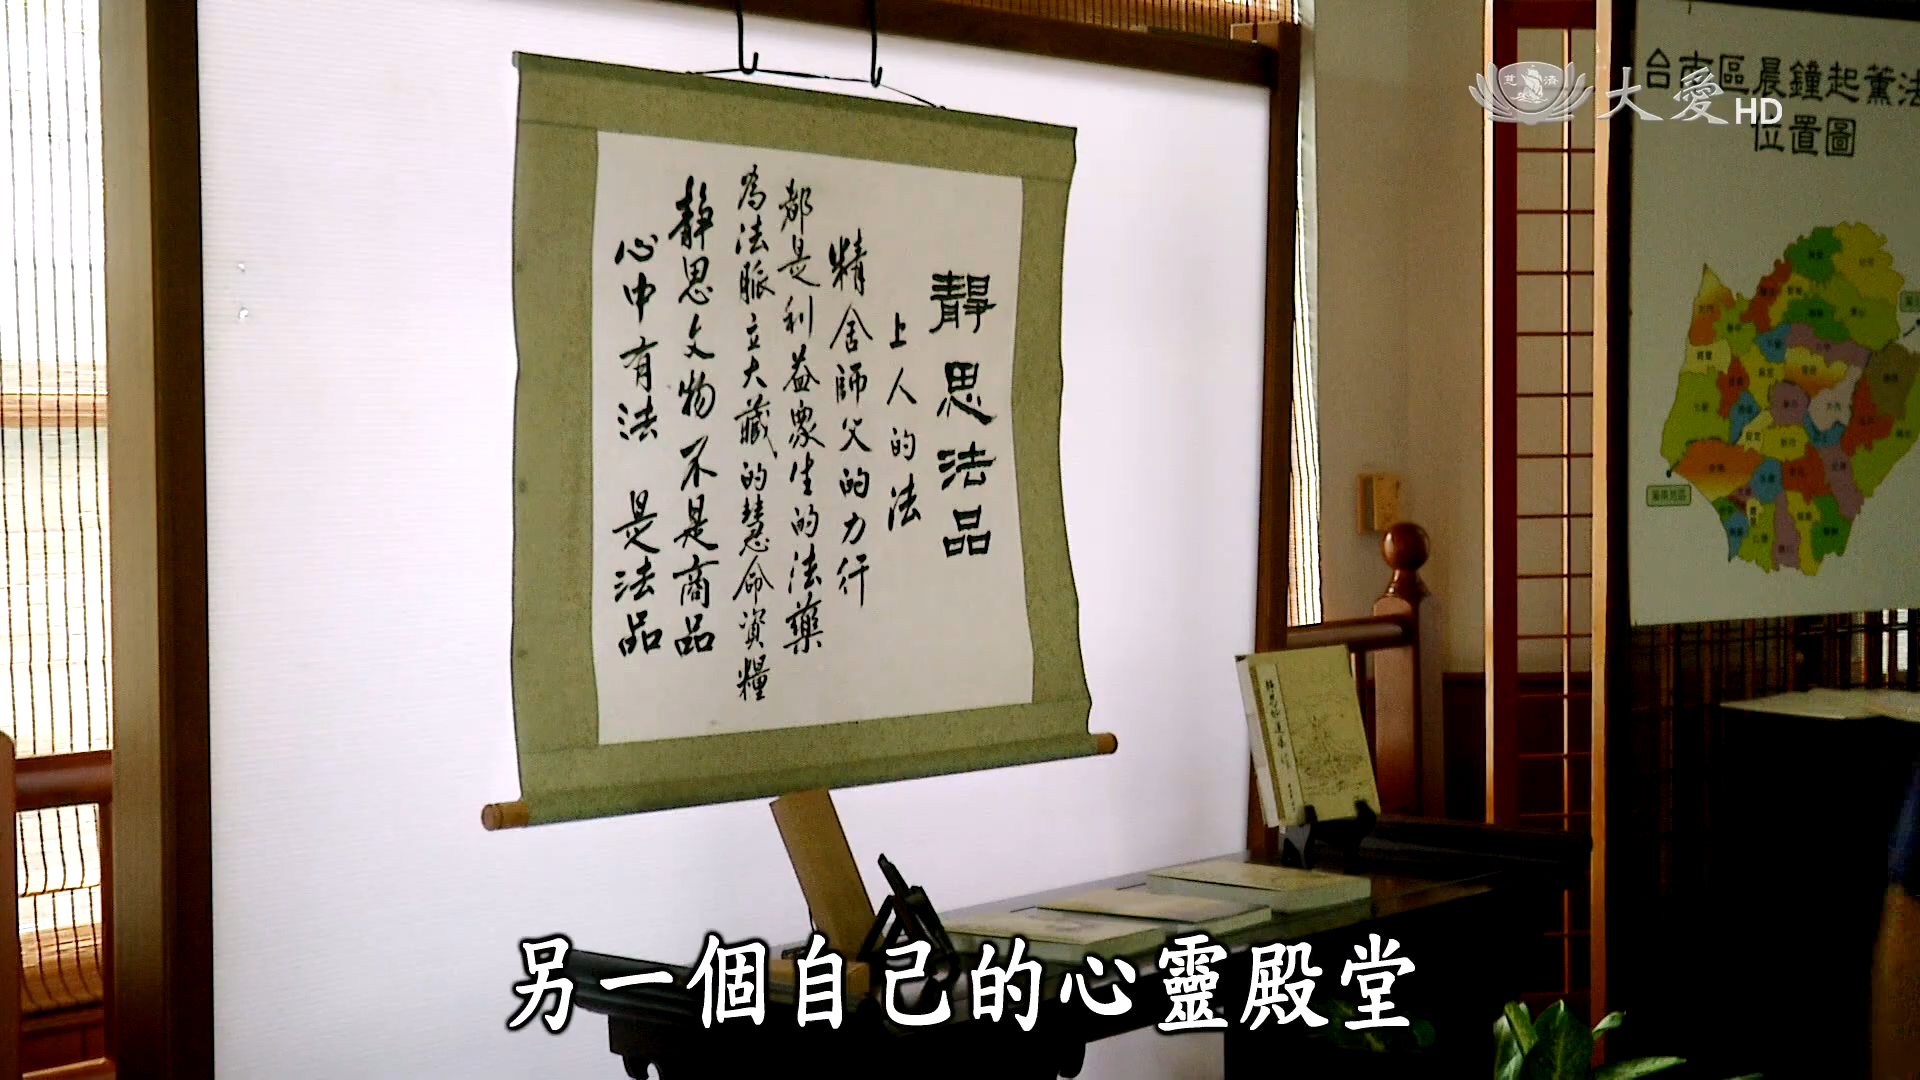 靜思法品
上人的法
精舍師父的力行
都是利益眾生的法藥
為法脈立大藏的慧命資糧
靜思文物不是商品
心中有法 是法品
台南區晨鐘起薰法
位置圖
大愛HD
另一個自己的心靈殿堂